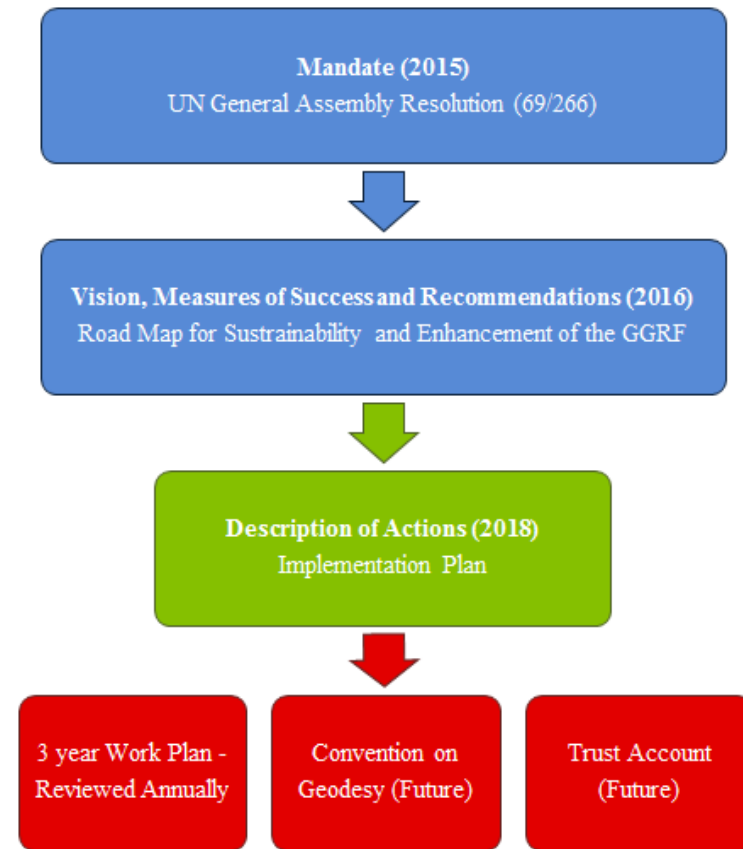 Mandate (2015)
UN General Assembly Resolution (69/266)
Vision, Measures of Success and Recommendations (2016)
Road Map for Sustrainability and Enhancement of the GGRF
Description of Actions (2018)
Implementation Plan
3 year Work Plan -
Reviewed Annually
Convention on
Geodesy (Future)
Trust Account
(Future)